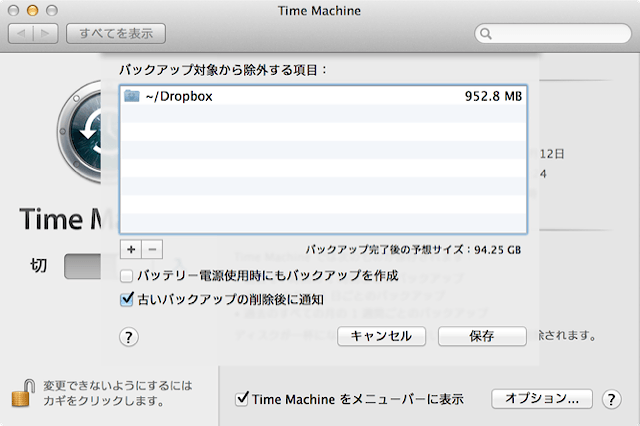 Time Machine
すべてを表示
バックアップ対象から除外する項目：
~/Dropbox 952.8 MB
12日
4
Time Ma
切
+ −
バックアップ完了後の予想サイズ：94.25 GB
バッテリー電源使用時にもバックアップを作成
古いバックアップの削除後に通知
? キャンセル 保存
除されます。
変更できないようにするには
カギをクリックします。
Time Machine をメニューバーに表示 オプション... ?